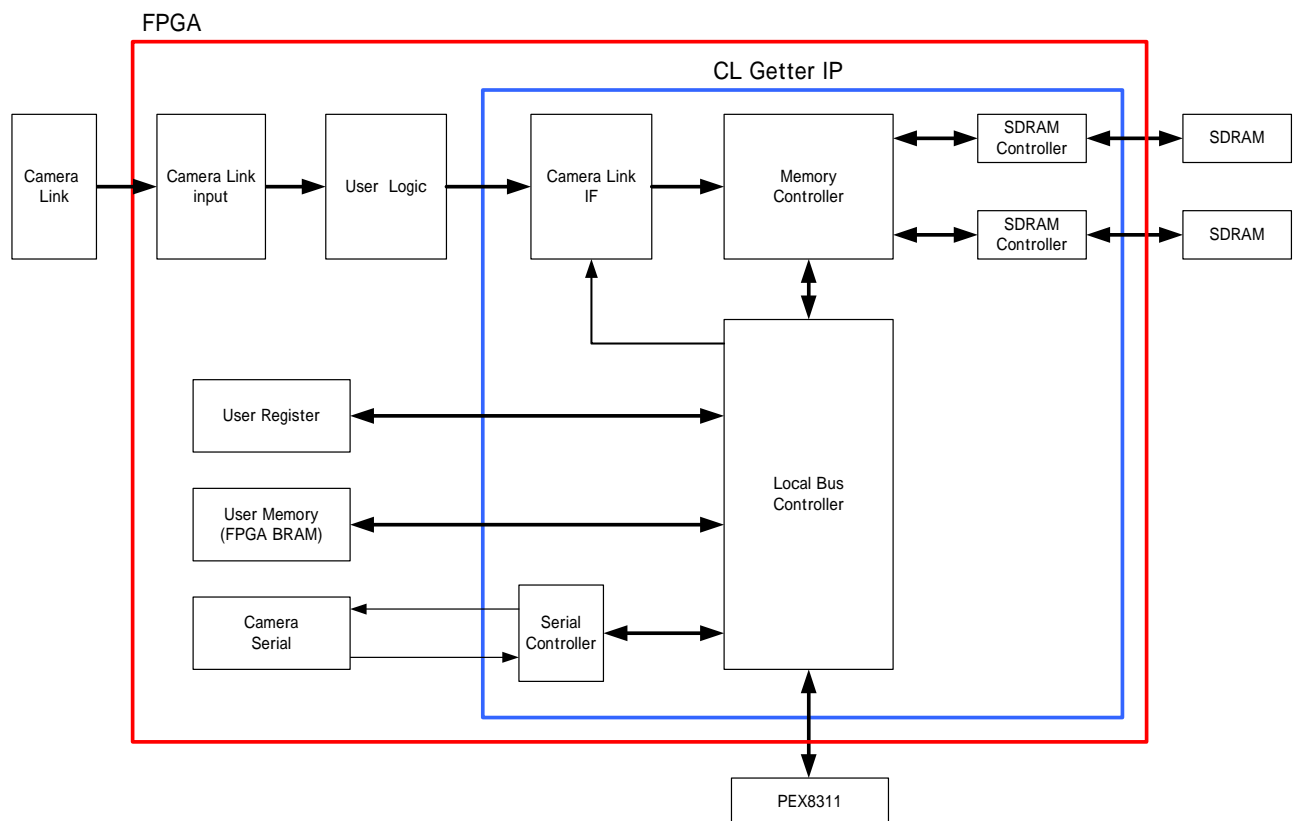 FPGA
CL Getter IP
Camera
Link
Camera Link
input
User Logic
Camera Link
IF
Memory
Controller
SDRAM
Controller
SDRAM
SDRAM
Controller
SDRAM
User Register
User Memory
(FPGA BRAM)
Local Bus
Controller
Camera
Serial
Serial
Controller
PEX8311